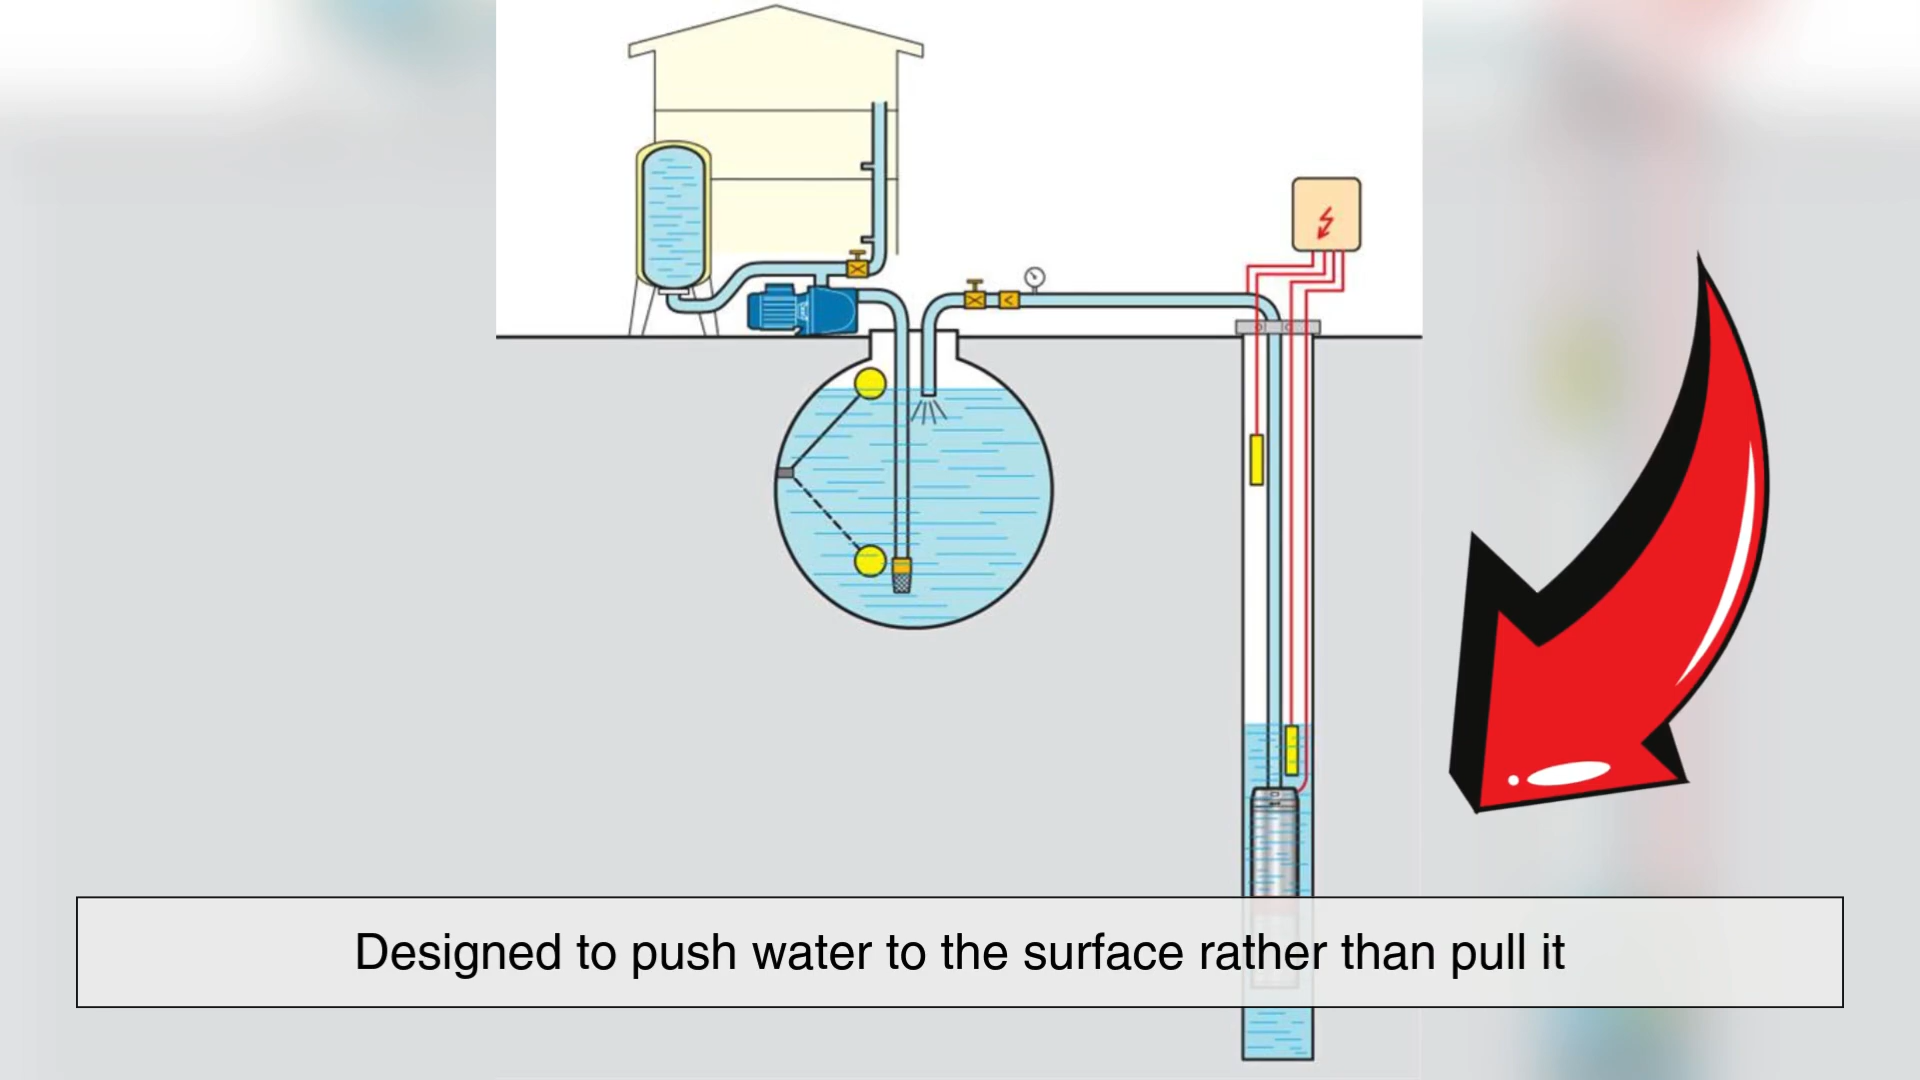 Designed to push water to the surface rather than pull it